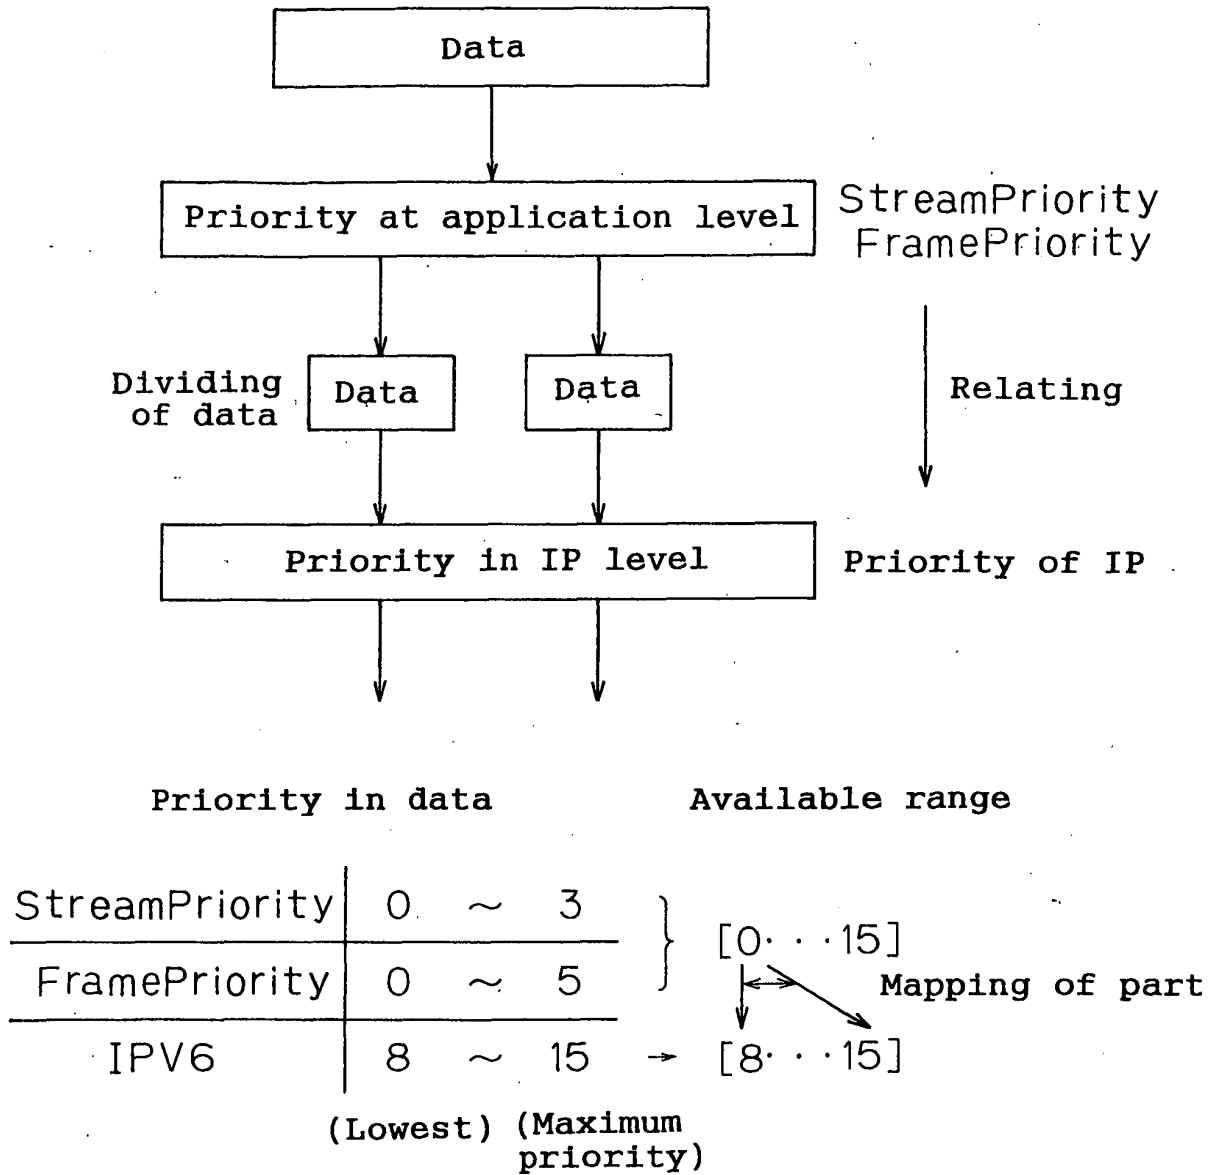 Data
Priority at application level
StreamPriority
FramePriority
Dividing
of data
Data
Data
Relating
Priority in IP level
Priority of IP
Priority in data
Available range
StreamPriority 0 ~ 3
[0···15]
FramePriority 0 ~ 5
Mapping of part
IPV6 8 ~ 15 → [8···15]
(Lowest) (Maximum
priority)